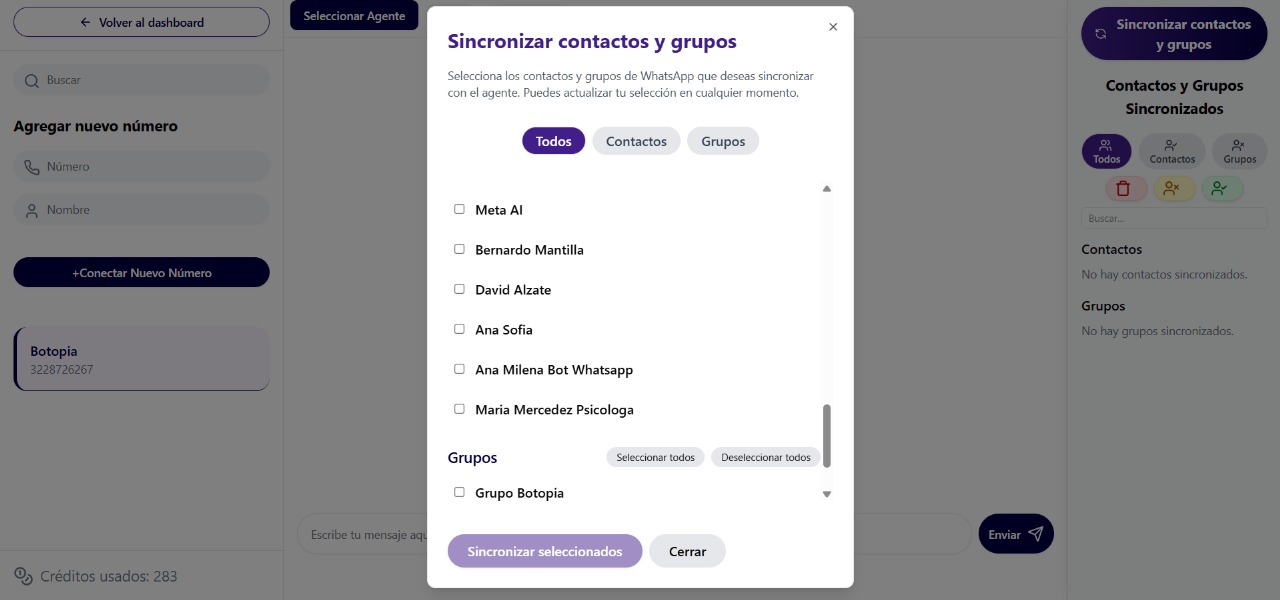 Volver al dashboard
Buscar
Agregar nuevo número
Número
Nombre
+Conectar Nuevo Número
Botopia
3228726267
Créditos usados: 283
Seleccionar Agente
Escribe tu mensaje aqu
Enviar
Sincronizar contactos y grupos
Selecciona los contactos y grupos de WhatsApp que deseas sincronizar
con el agente. Puedes actualizar tu selección en cualquier momento.
Todos Contactos Grupos
Meta AI
Bernardo Mantilla
David Alzate
Ana Sofia
Ana Milena Bot Whatsapp
Maria Mercedez Psicologa
Grupos Seleccionar todos Deseleccionar todos
Grupo Botopia
Sincronizar seleccionados Cerrar
Sincronizar contactos
y grupos
Contactos y Grupos
Sincronizados
Todos Contactos Grupos
Buscar...
Contactos
No hay contactos sincronizados.
Grupos
No hay grupos sincronizados.